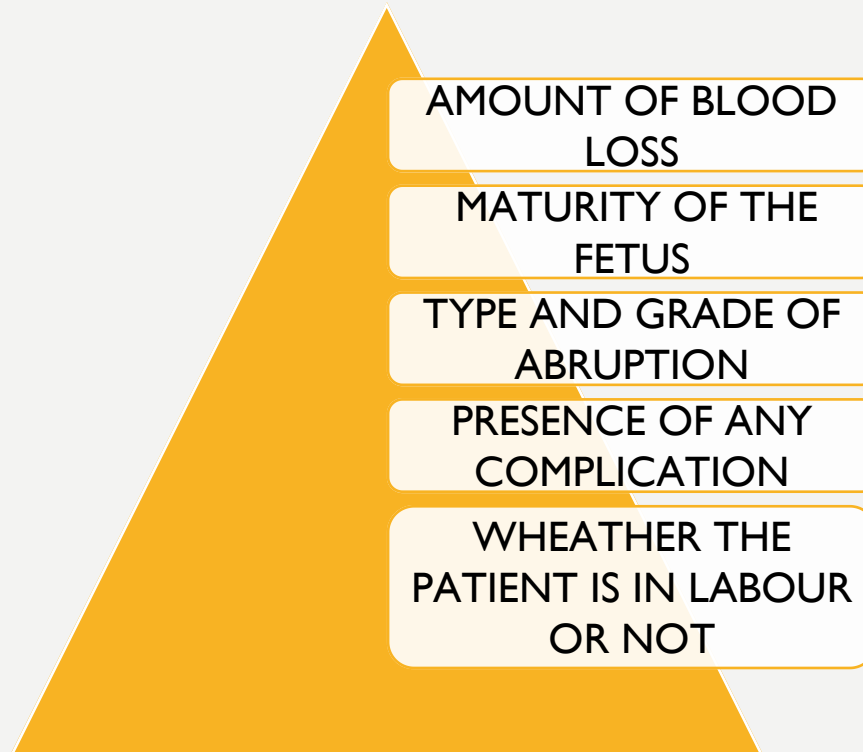 AMOUNT OF BLOOD
LOSS
MATURITY OF THE
FETUS
TYPE AND GRADE OF
ABRUPTION
PRESENCE OF ANY
COMPLICATION
WHEATHER THE
PATIENT IS IN LABOUR
OR NOT